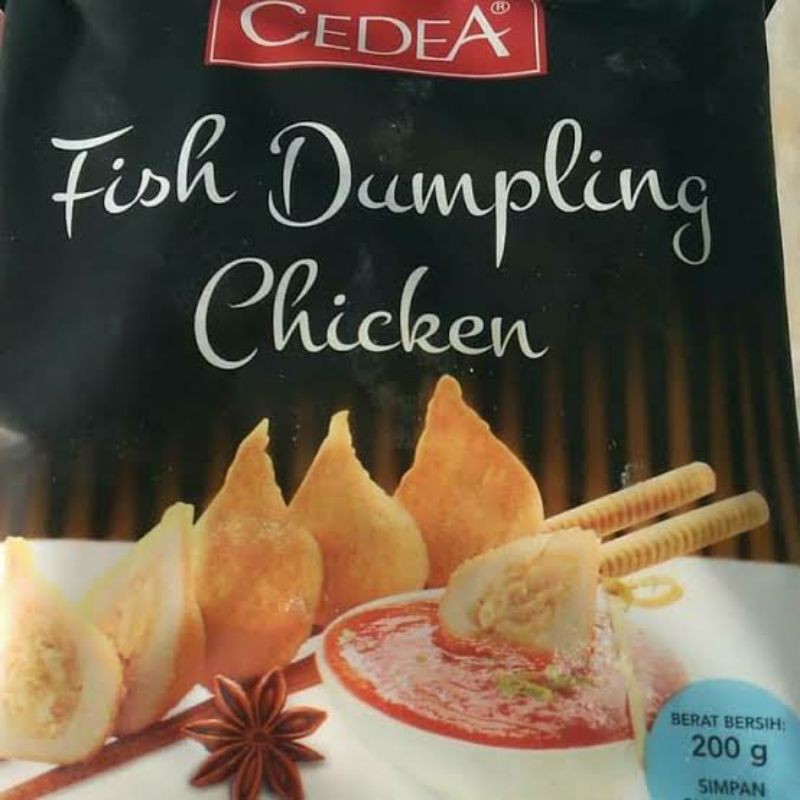 CEDEA®
Fish Dumpling
Chicken
BERAT BERSIH:
200 g
SIMPAN